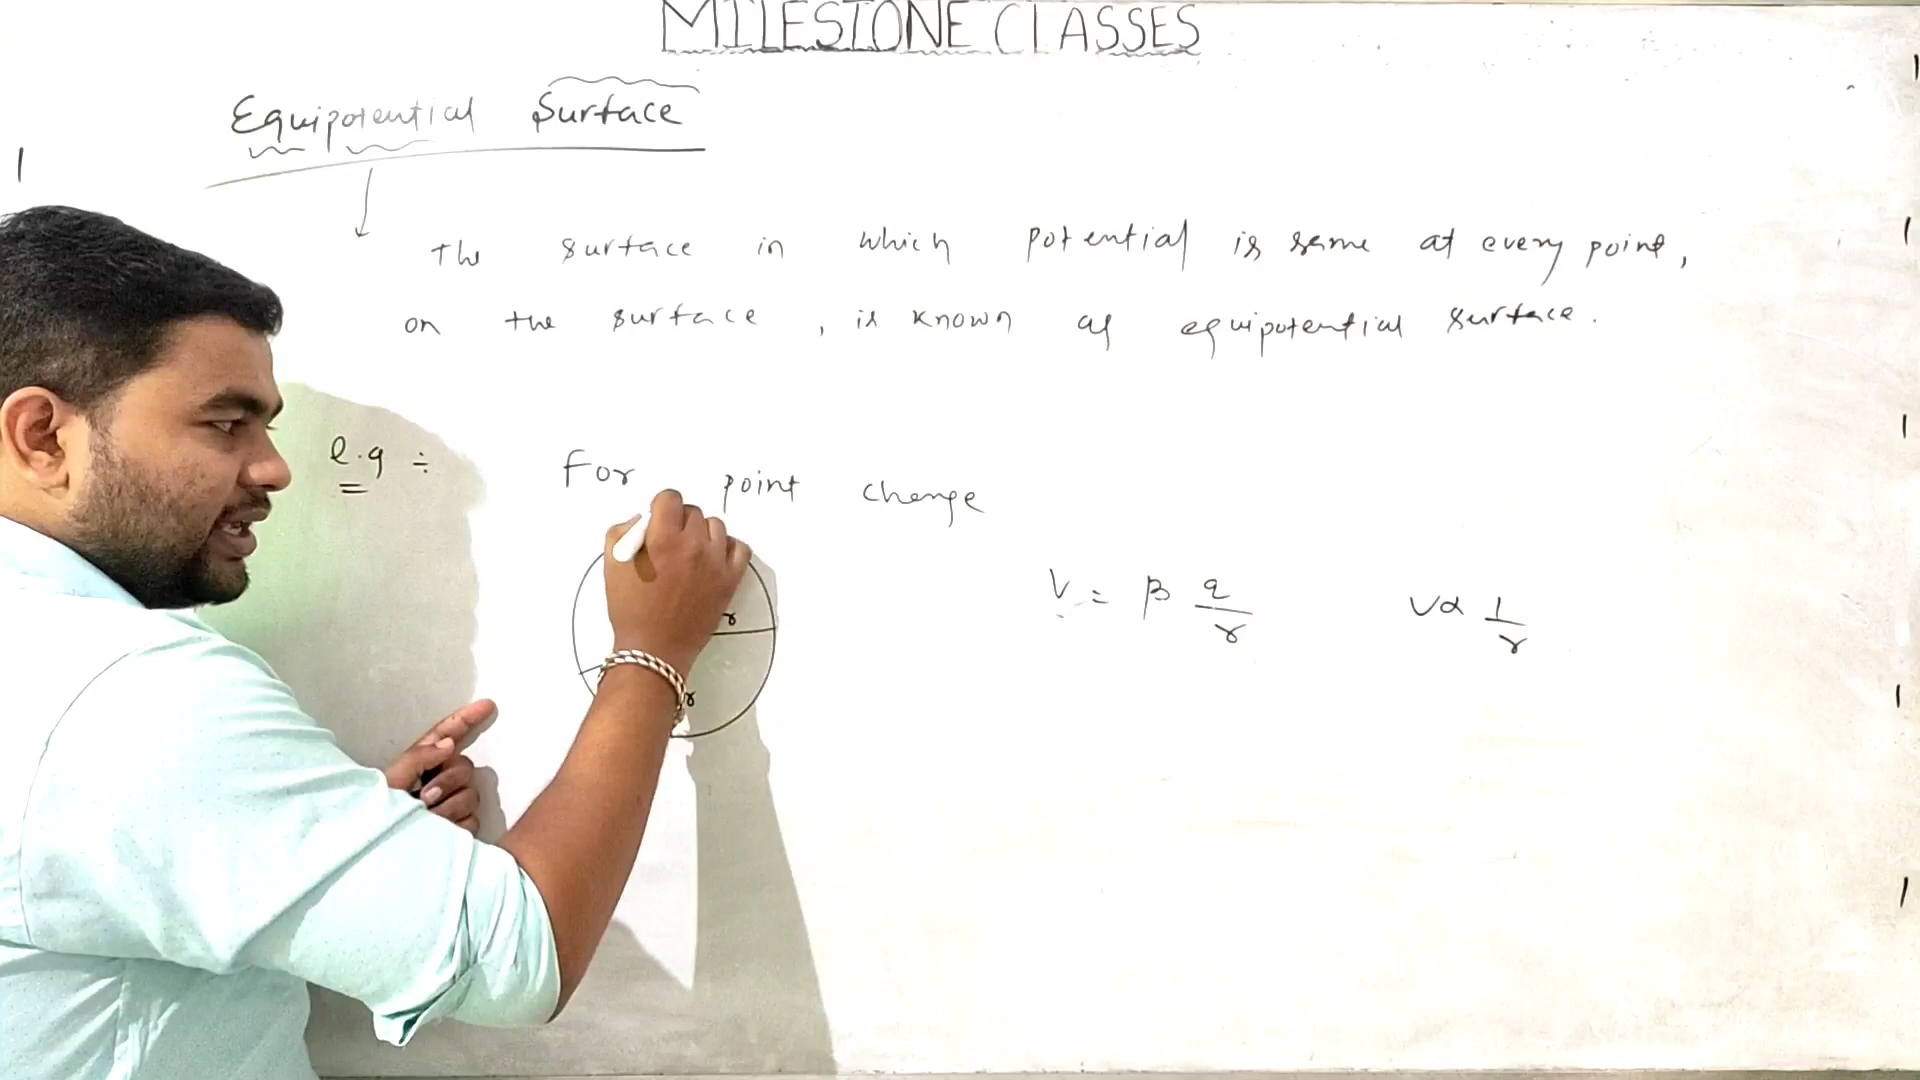 MILESTONE CLASSES
Equipotential Surface
The surface in which potential is same at every point,
on the surface, is known as equipotential surface.
e.g ÷ For point charge
r
r
V = β q/r V∝ 1/r